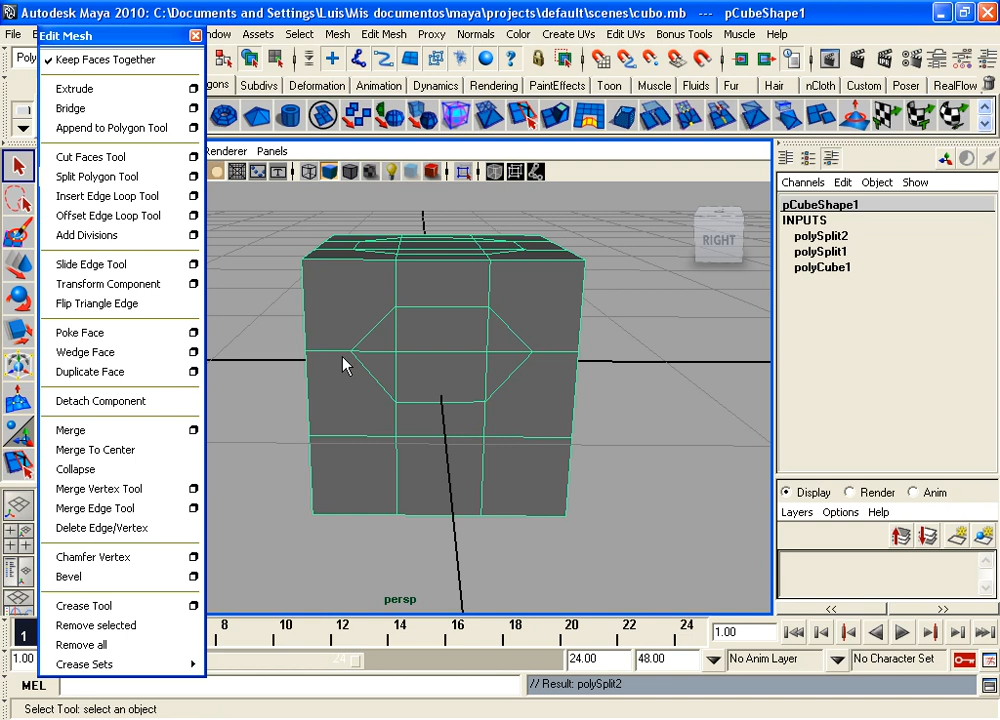 Autodesk Maya 2010: C:\Documents and Settings\Luis\Mis documentos\maya\projects\default\scenes\cubo.mb --- pCubeShape1
File
Edit Mesh
ndow Assets Select Mesh Edit Mesh Proxy Normals Color Create UVs Edit UVs Bonus Tools Muscle Help
Poly
gons Subdivs Deformation Animation Dynamics Rendering PaintEffects Toon Muscle Fluids Fur Hair nCloth Custom Poser RealFlow
Keep Faces Together
Extrude
Bridge
Append to Polygon Tool
Cut Faces Tool
Split Polygon Tool
Insert Edge Loop Tool
Offset Edge Loop Tool
Add Divisions
Slide Edge Tool
Transform Component
Flip Triangle Edge
Poke Face
Wedge Face
Duplicate Face
Detach Component
Merge
Merge To Center
Collapse
Merge Vertex Tool
Merge Edge Tool
Delete Edge/Vertex
Chamfer Vertex
Bevel
Crease Tool
Remove selected
Remove all
Crease Sets
Renderer Panels
RIGHT
persp
Channels Edit Object Show
pCubeShape1
INPUTS
polySplit2
polySplit1
polyCube1
Display Render Anim
Layers Options Help
<< >>
1 8 10 12 14 16 18 20 22 24 1.00
1.00 24 24.00 48.00 No Anim Layer No Character Set
MEL // Result: polySplit2
Select Tool: select an object